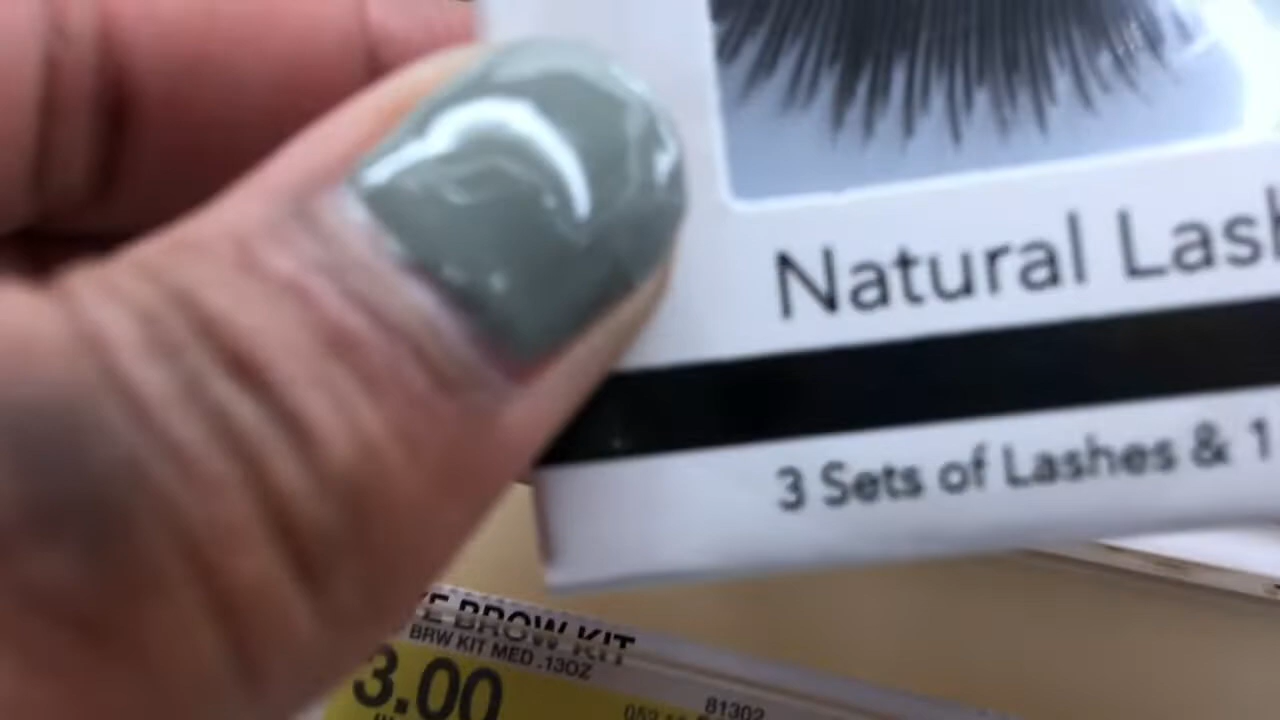 Natural Lash
3 Sets of Lashes & 1
E BROW KIT
BRW KIT MED .13OZ
3.00
81302